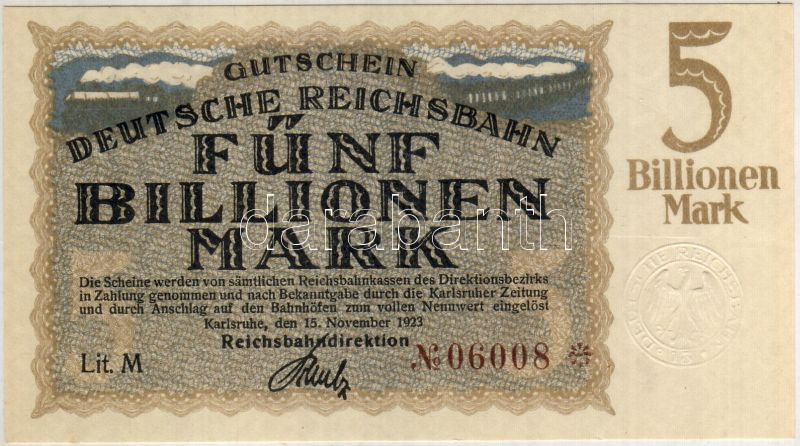 GUTSCHEIN
DEUTSCHE REICHSBAHN
FÜNF
BILLIONEN
MARK
Die Scheine werden von sämtlichen Reichsbahnkassen des Direktionsbezirks
in Zahlung genommen und nach Bekanntgabe durch die Karlsruher Zeitung
und durch Anschlag auf den Bahnhöfen zum vollen Nennwert eingelöst
Karlsruhe, den 15. November 1923
Reichsbahndirektion
Lit. M
№ 06008 *
5
Billionen
Mark
darabanth